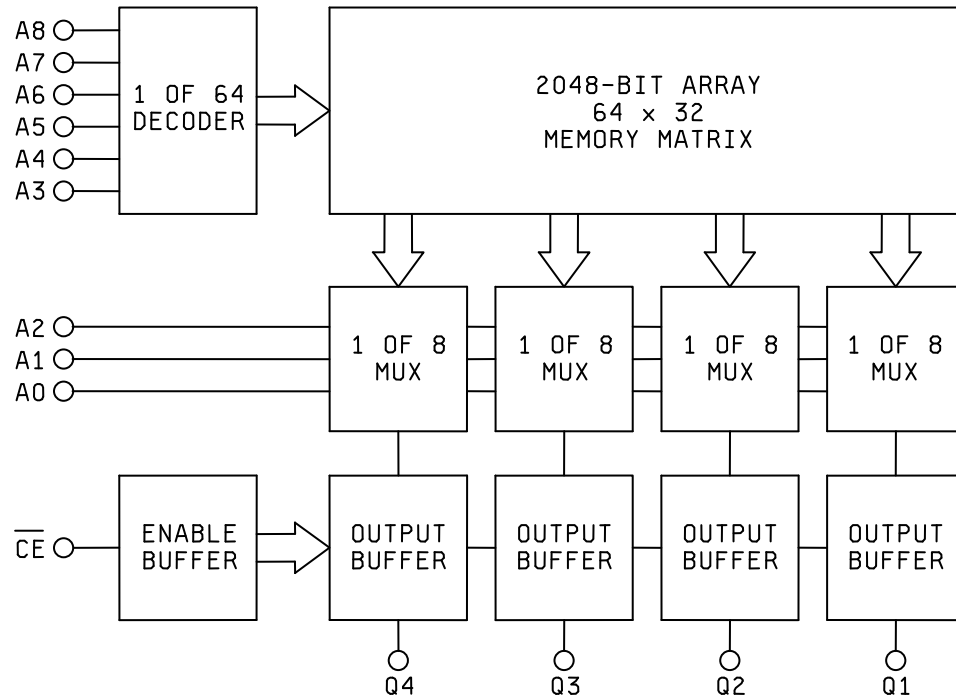 A8
A7
A6
A5
A4
A3
1 OF 64
DECODER
2048-BIT ARRAY
64 x 32
MEMORY MATRIX
A2
A1
A0
1 OF 8
MUX
1 OF 8
MUX
1 OF 8
MUX
1 OF 8
MUX
CE
ENABLE
BUFFER
OUTPUT
BUFFER
OUTPUT
BUFFER
OUTPUT
BUFFER
OUTPUT
BUFFER
Q4
Q3
Q2
Q1